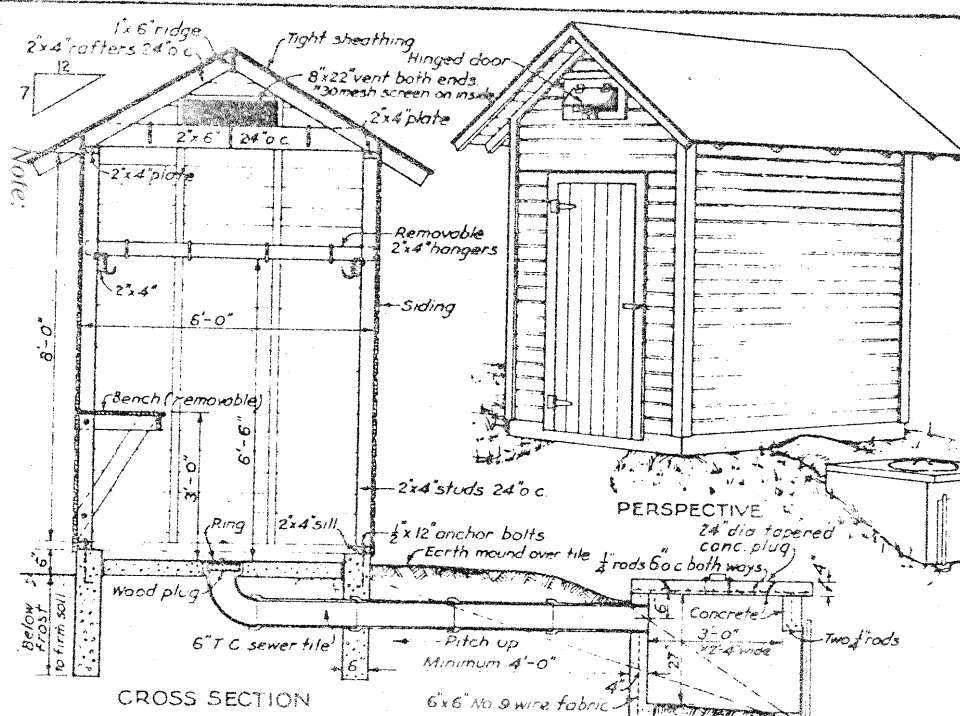 1"x 6" ridge
2"x 4" rafters 24" o c
12
7
Tight sheathing
8"x22" vent both ends.
"30 mesh screen on inside
Hinged door
2"x 6" 24" o c
2"x 4" plate
2"x 4" plate
Note:
Removable
2"x 4" hangers
2"x 4"
Siding
6'-0"
8'-0"
Bench (removable)
6'-6"
3'-0"
2"x 4" studs 24" o c.
Ring
2"x 4" sill
½"x 12" anchor bolts
Earth mound over tile
PERSPECTIVE
24" dia tapered
conc. plug
¼" rods 6" o c both ways
4"
6"
Wood plug
Below
frost
to firm soil
6" T C sewer tile
Pitch up
Minimum 4'-0"
6"
6"
Concrete
3'-0"
x2'-4" wide
Two ¼" rods
27"
4"
6"x 6" No. 9 wire fabric
CROSS SECTION